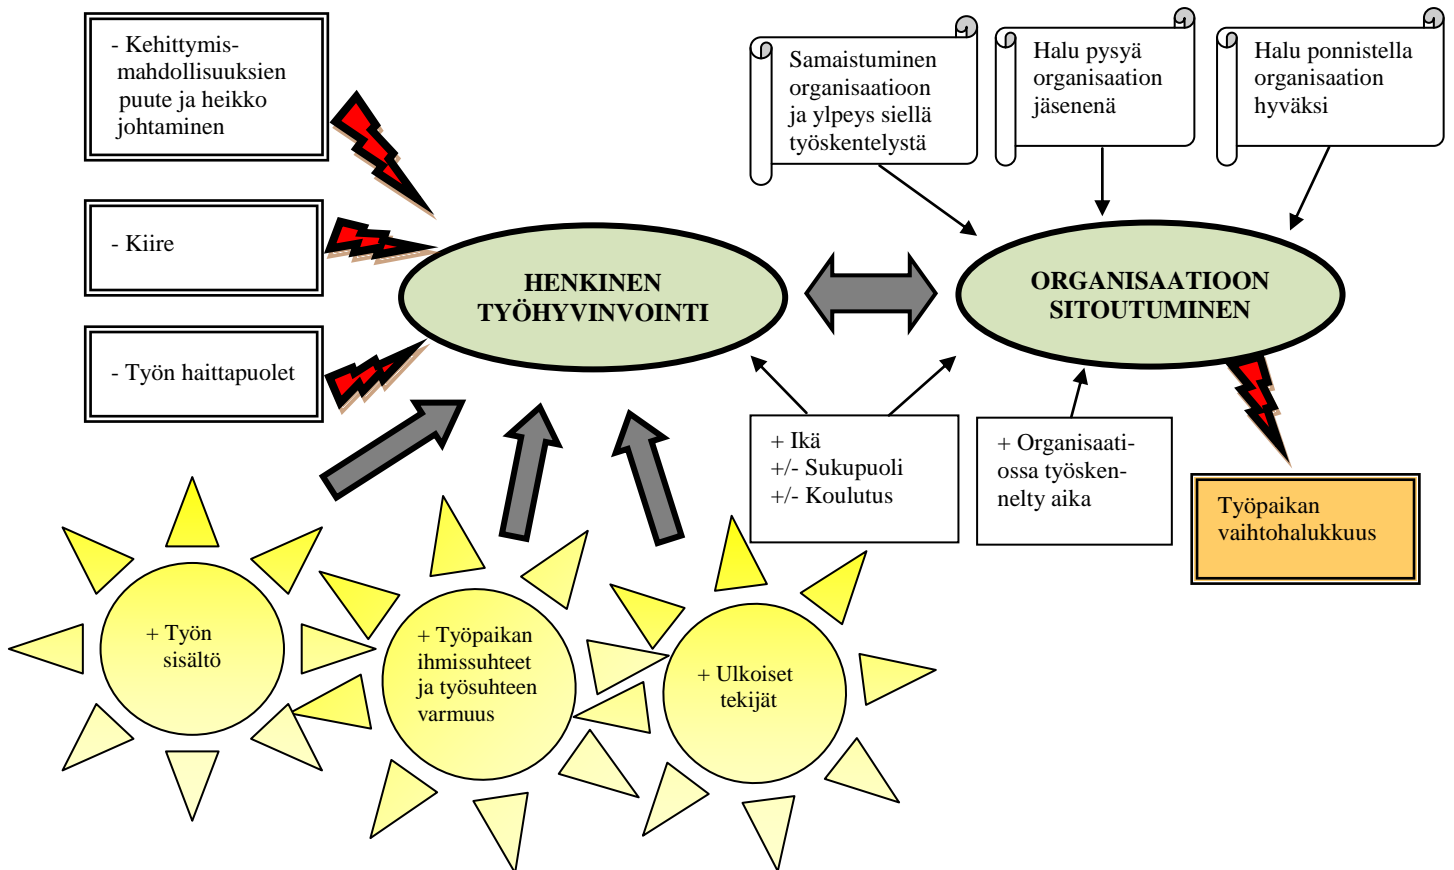 - Kehittymis-
mahdollisuuksien
puute ja heikko
johtaminen
- Kiire
- Työn haittapuolet
Samaistuminen
organisaatioon
ja ylpeys siellä
työskentelystä
Halu pysyä
organisaation
jäsenenä
Halu ponnistella
organisaation
hyväksi
HENKINEN
TYÖHYVINVOINTI
ORGANISAATIOON
SITOUTUMINEN
+ Ikä
+/- Sukupuoli
+/- Koulutus
+ Organisaati-
ossa työsken-
nelty aika
Työpaikan
vaihtohalukkuus
+ Työn
sisältö
+ Työpaikan
ihmissuhteet
ja työsuhteen
varmuus
+ Ulkoiset
tekijät